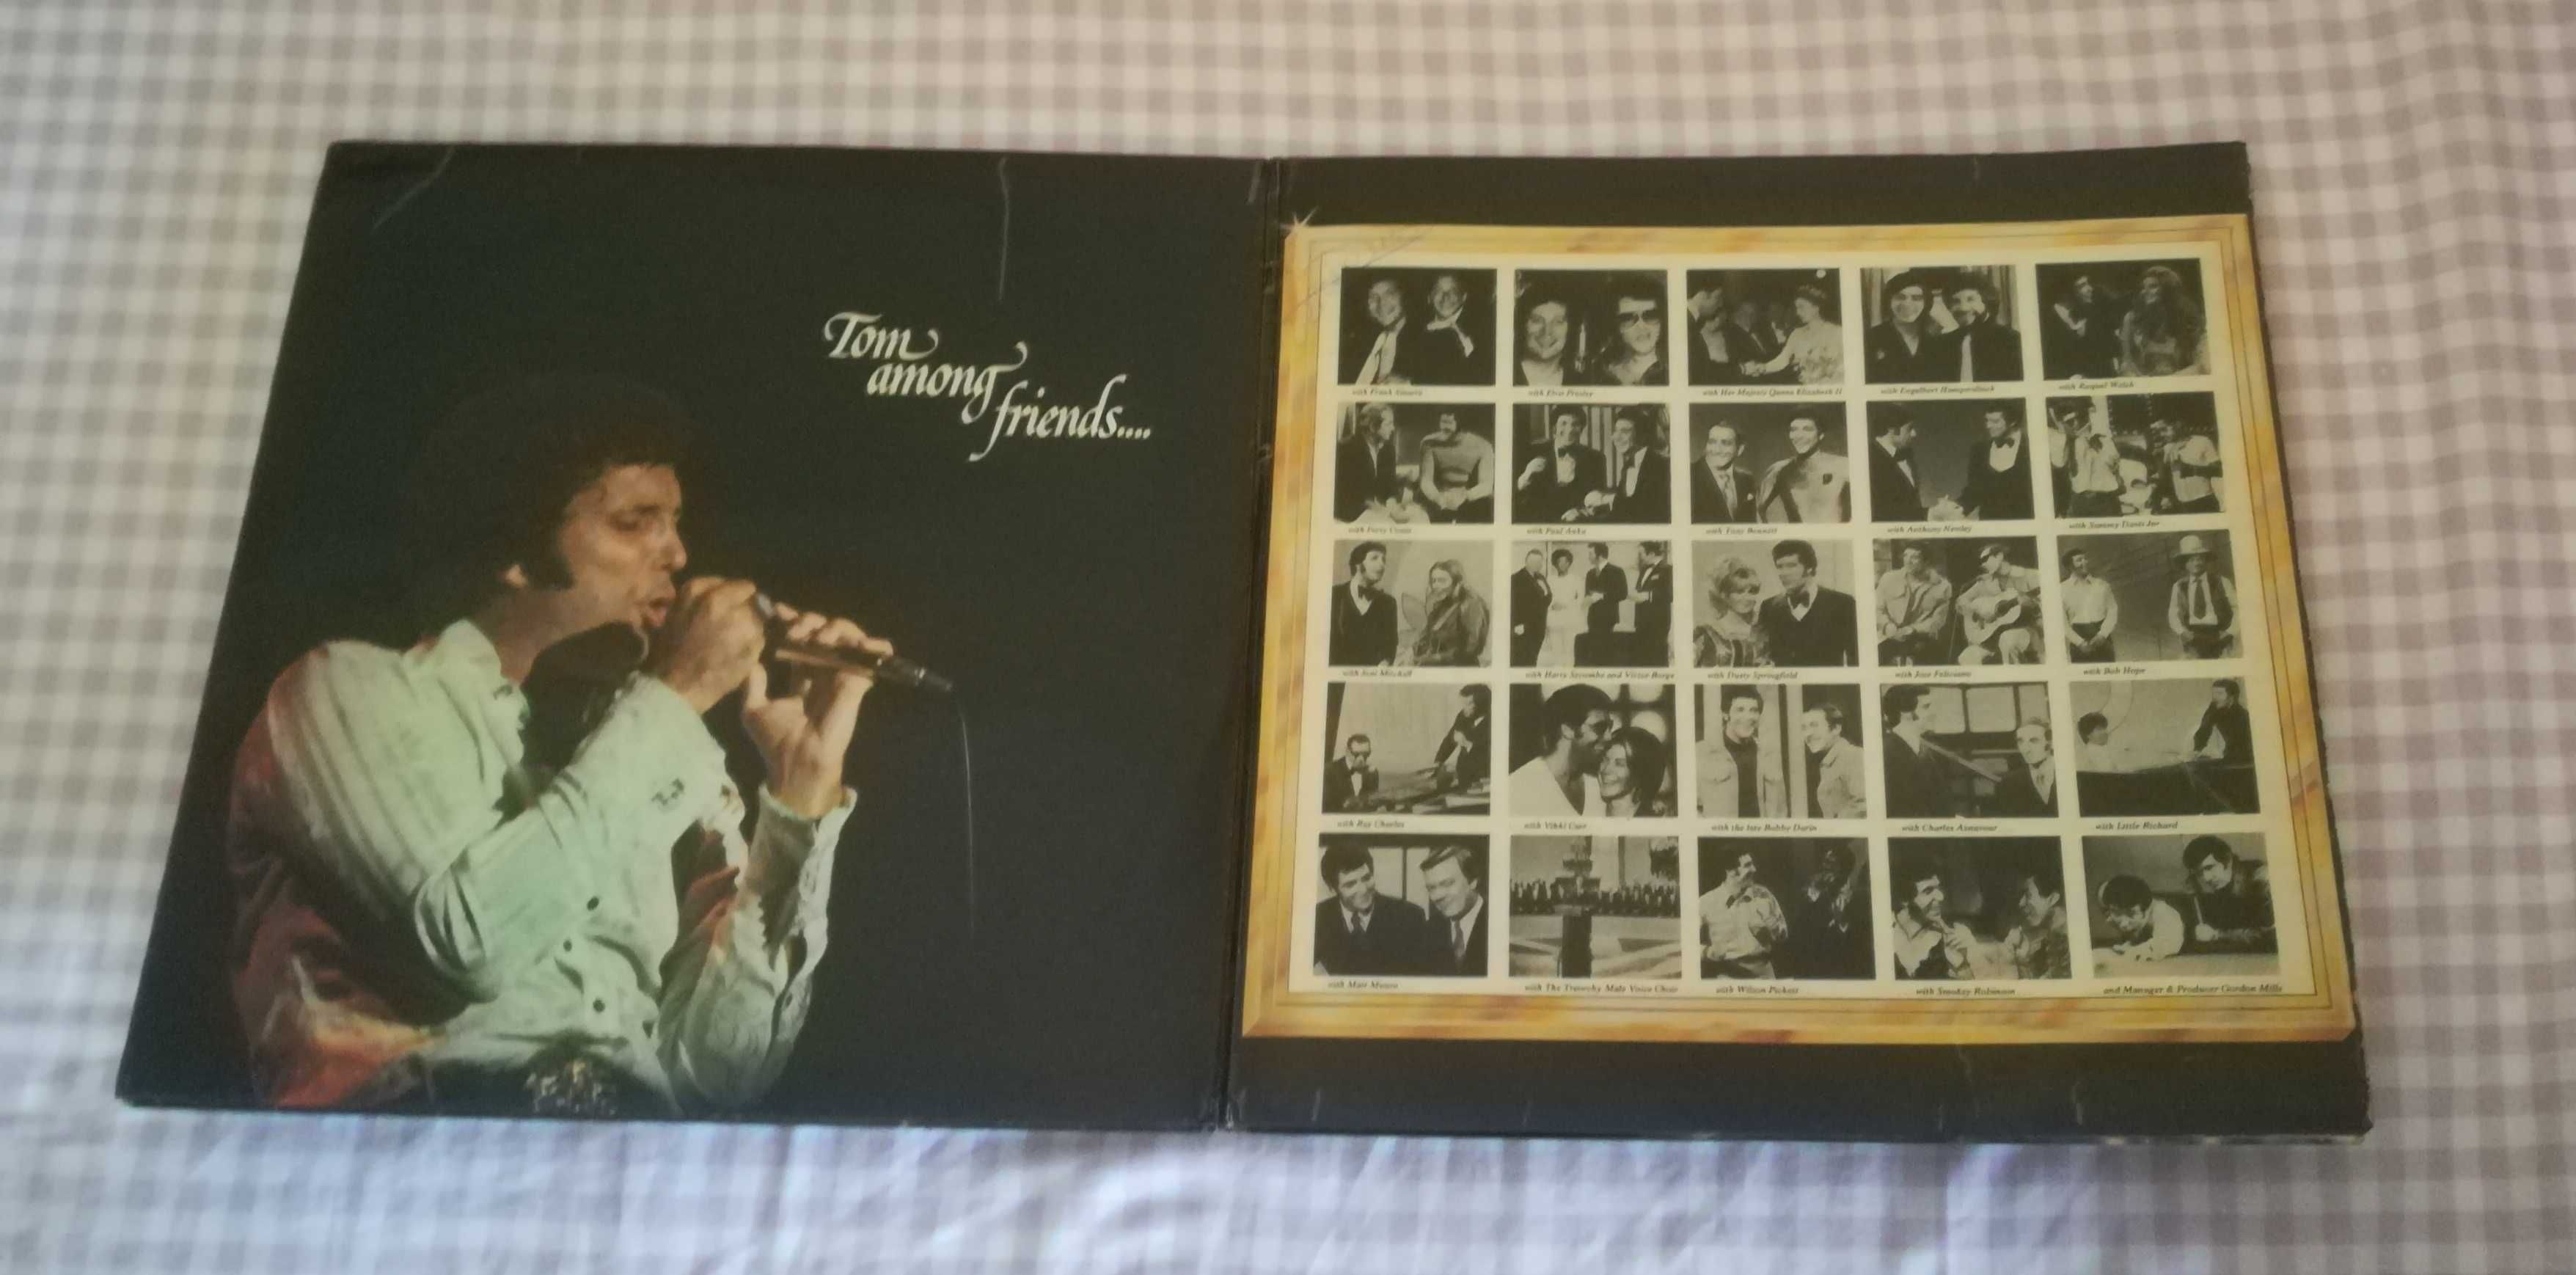 Tom
among
friends....
with Frank Sinatra
with Elvis Presley
with Her Majesty Queen Elizabeth II
with Engelbert Humperdinck
with Raquel Welch
with Perry Como
with Paul Anka
with Tony Bennett
with Anthony Newley
with Sammy Davis Jnr
with Joni Mitchell
with Harry Secombe and Victor Borge
with Dusty Springfield
with Jose Feliciano
with Bob Hope
with Ray Charles
with Vikki Carr
with the late Bobby Darin
with Charles Aznavour
with Little Richard
with Matt Monro
with The Treorchy Male Voice Choir
with Wilson Pickett
with Smokey Robinson
and Manager & Producer Gordon Mills